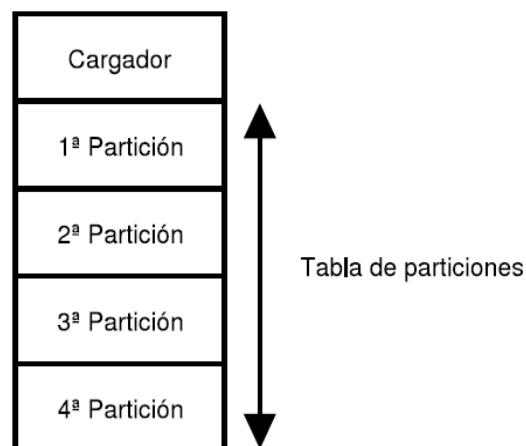 Cargador
1ª Partición
2ª Partición
3ª Partición
4ª Partición
Tabla de particiones